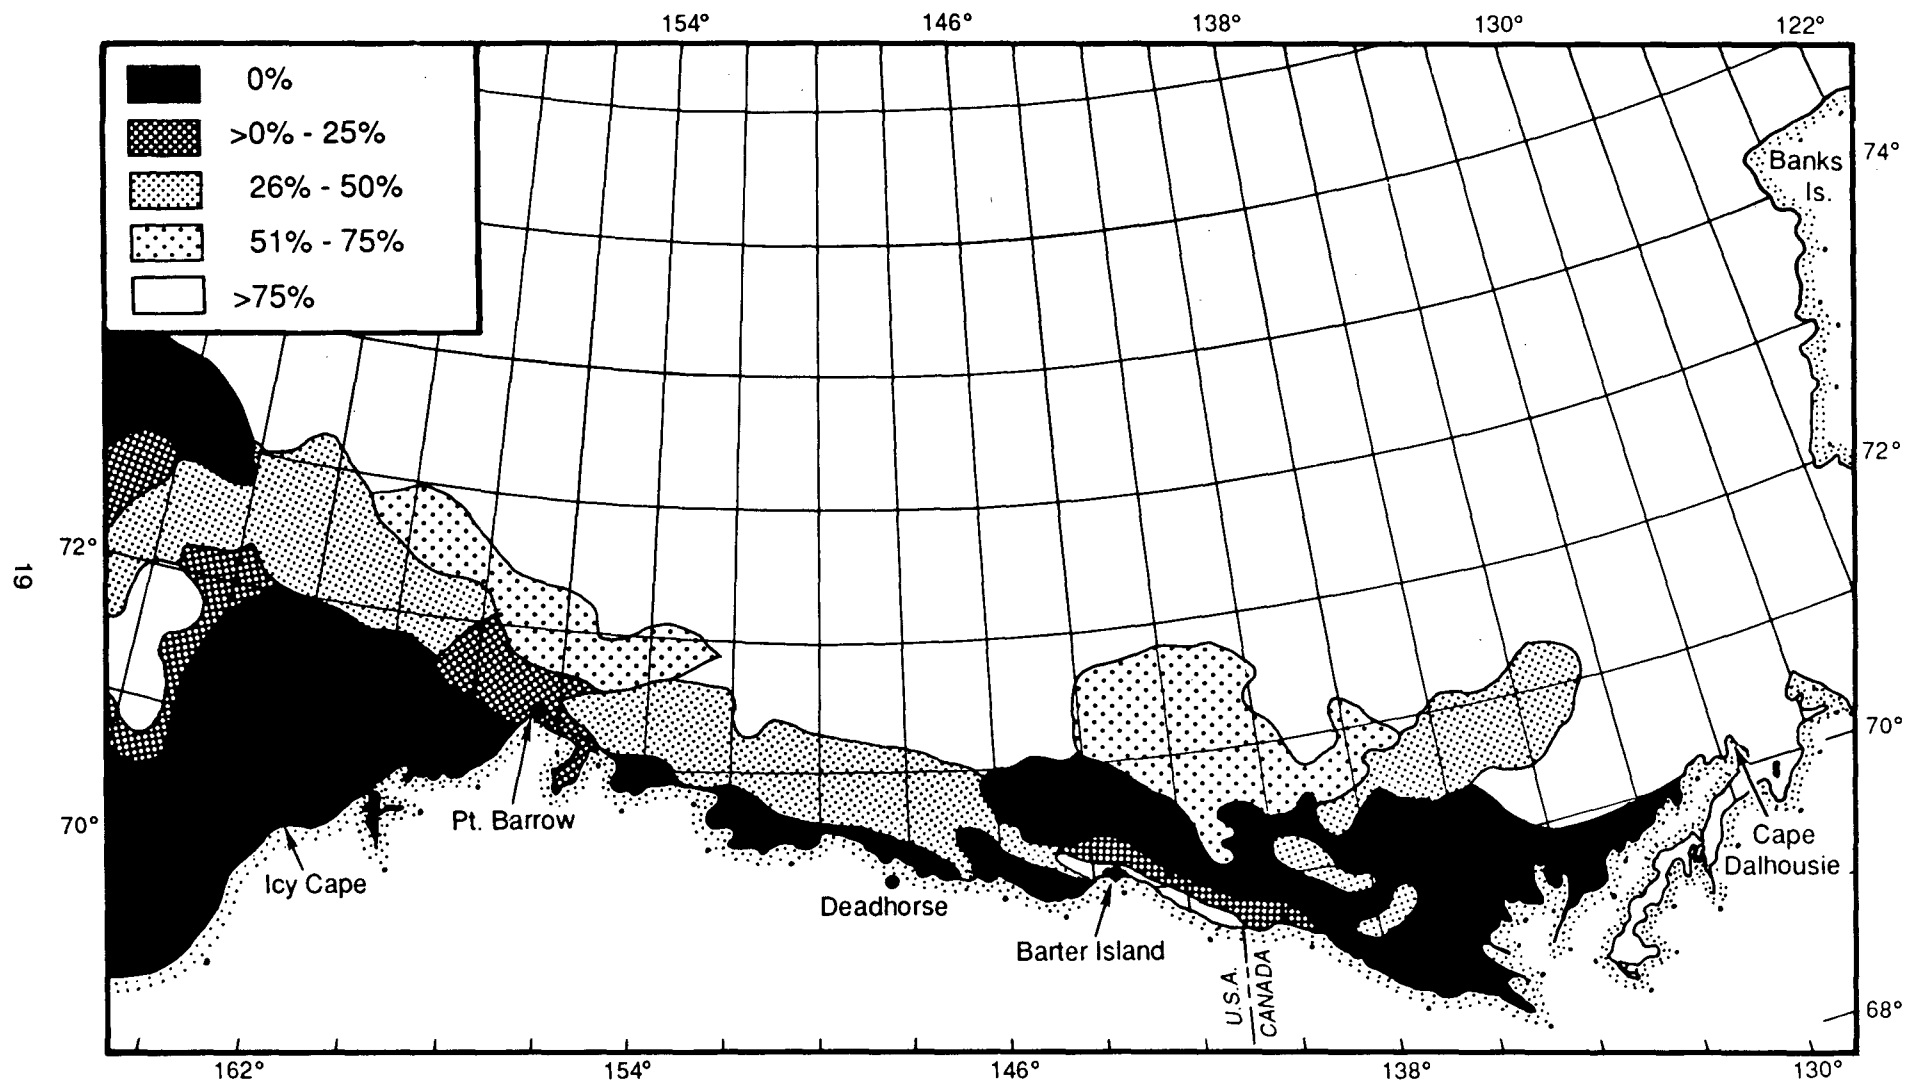 154° 146° 138° 130° 122°
0%
>0% - 25%
26% - 50%
51% - 75%
>75%
Banks
Is.
74°
72°
72°
19
70°
70°
Pt. Barrow
Icy Cape
Deadhorse
Barter Island
Cape
Dalhousie
U.S.A.
CANADA
68°
162° 154° 146° 138° 130°